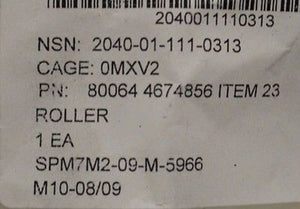 2040011110313
NSN: 2040-01-111-0313
CAGE: 0MXV2
PN: 80064 4674856 ITEM 23
ROLLER
1 EA
SPM7M2-09-M-5966
M10-08/09